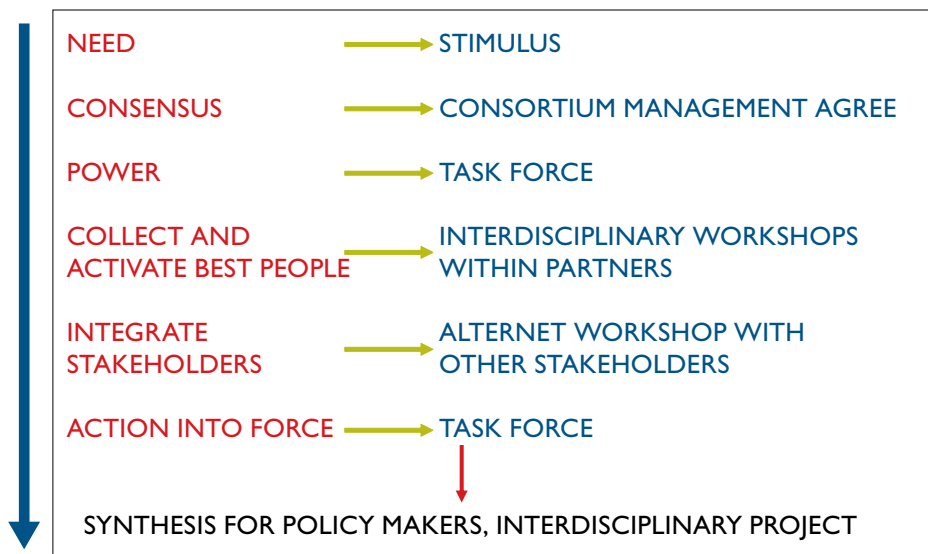 NEED STIMULUS
CONSENSUS CONSORTIUM MANAGEMENT AGREE
POWER TASK FORCE
COLLECT AND
ACTIVATE BEST PEOPLE
INTERDISCIPLINARY WORKSHOPS
WITHIN PARTNERS
INTEGRATE
STAKEHOLDERS
ALTERNET WORKSHOP WITH
OTHER STAKEHOLDERS
ACTION INTO FORCE TASK FORCE
SYNTHESIS FOR POLICY MAKERS, INTERDISCIPLINARY PROJECT